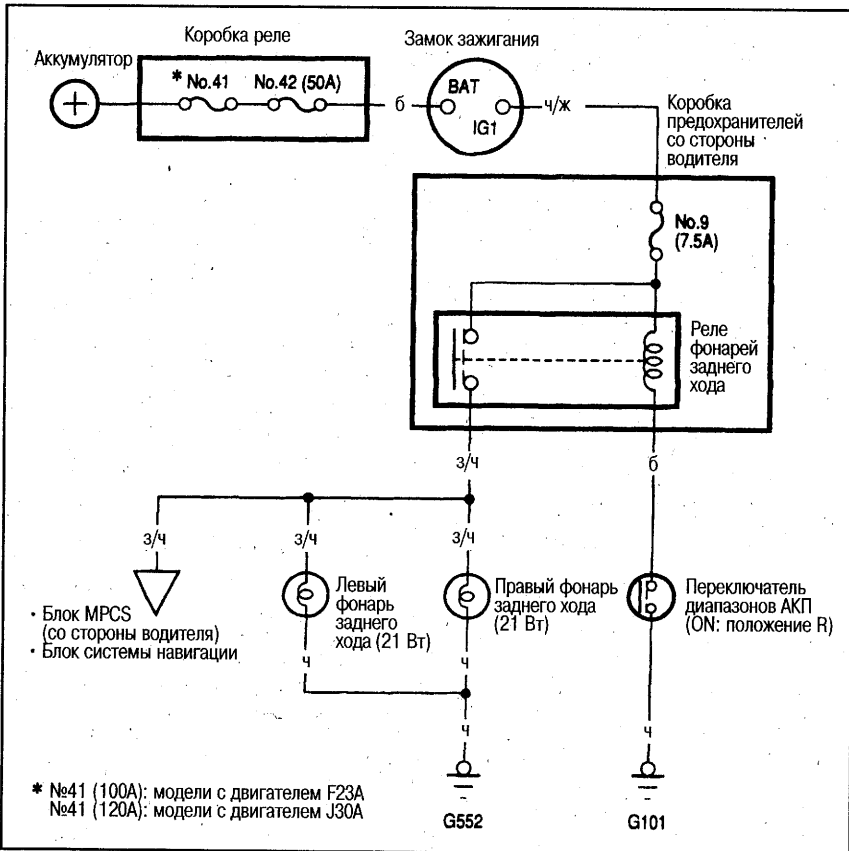 Коробка реле
Замок зажигания
Аккумулятор
* No.41
No.42 (50A)
б
BAT
IG1
ч/ж
Коробка
предохранителей
со стороны
водителя
No.9
(7.5A)
Реле
фонарей
заднего
хода
з/ч
б
з/ч
з/ч
Левый
фонарь
заднего
хода (21 Вт)
Правый фонарь
заднего хода
(21 Вт)
Переключатель
диапазонов АКП
(ON: положение R)
· Блок MPCS
(со стороны водителя)
· Блок системы навигации
ч
ч
ч
* №41 (100А): модели с двигателем F23A
№41 (120А): модели с двигателем J30A
G552
G101